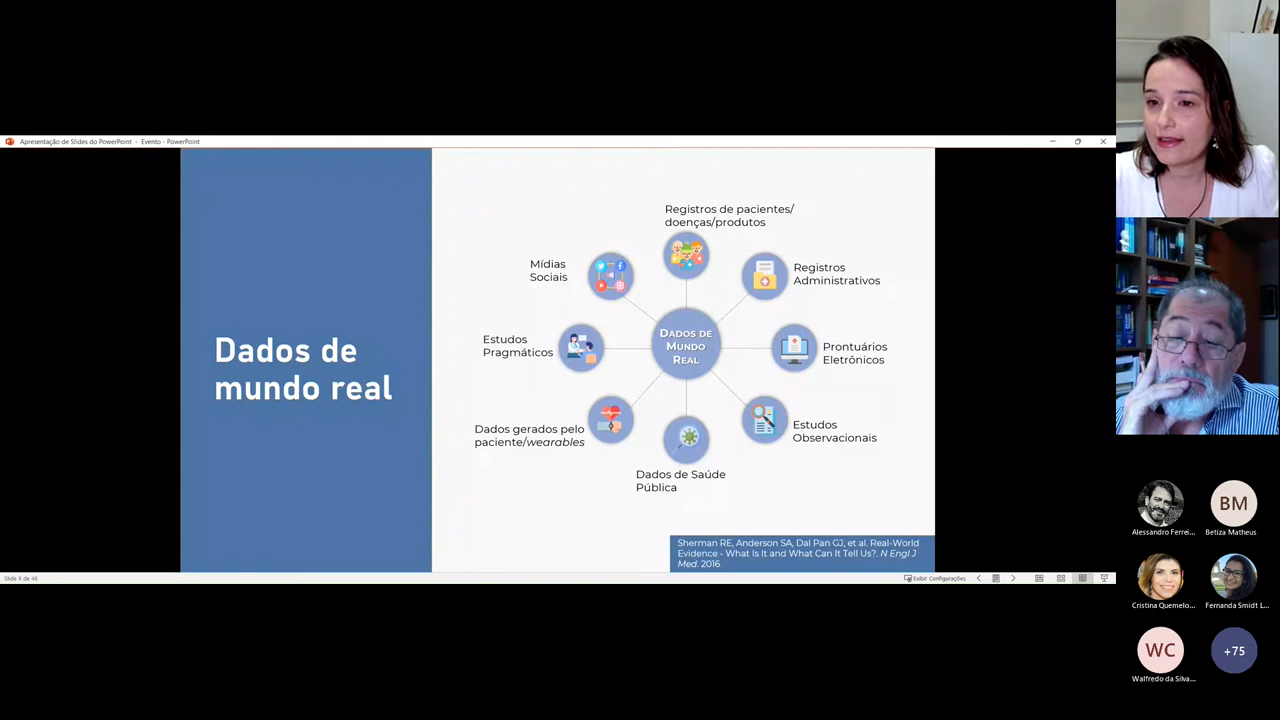 Apresentação de Slides do PowerPoint - Evento - PowerPoint
Dados de
mundo real
Registros de pacientes/
doenças/produtos
Mídias
Sociais
Registros
Administrativos
Estudos
Pragmáticos
DADOS DE
MUNDO
REAL
Prontuários
Eletrônicos
Dados gerados pelo
paciente/wearables
Estudos
Observacionais
Dados de Saúde
Pública
Sherman RE, Anderson SA, Dal Pan GJ, et al. Real-World
Evidence - What Is It and What Can It Tell Us?. N Engl J
Med. 2016
Slide 9 de 48
Exibir Configurações
BM
Alessandro Ferrei...
Betiza Matheus
Cristina Quemelo...
Fernanda Smidt L...
WC
+75
Walfredo da Silva...